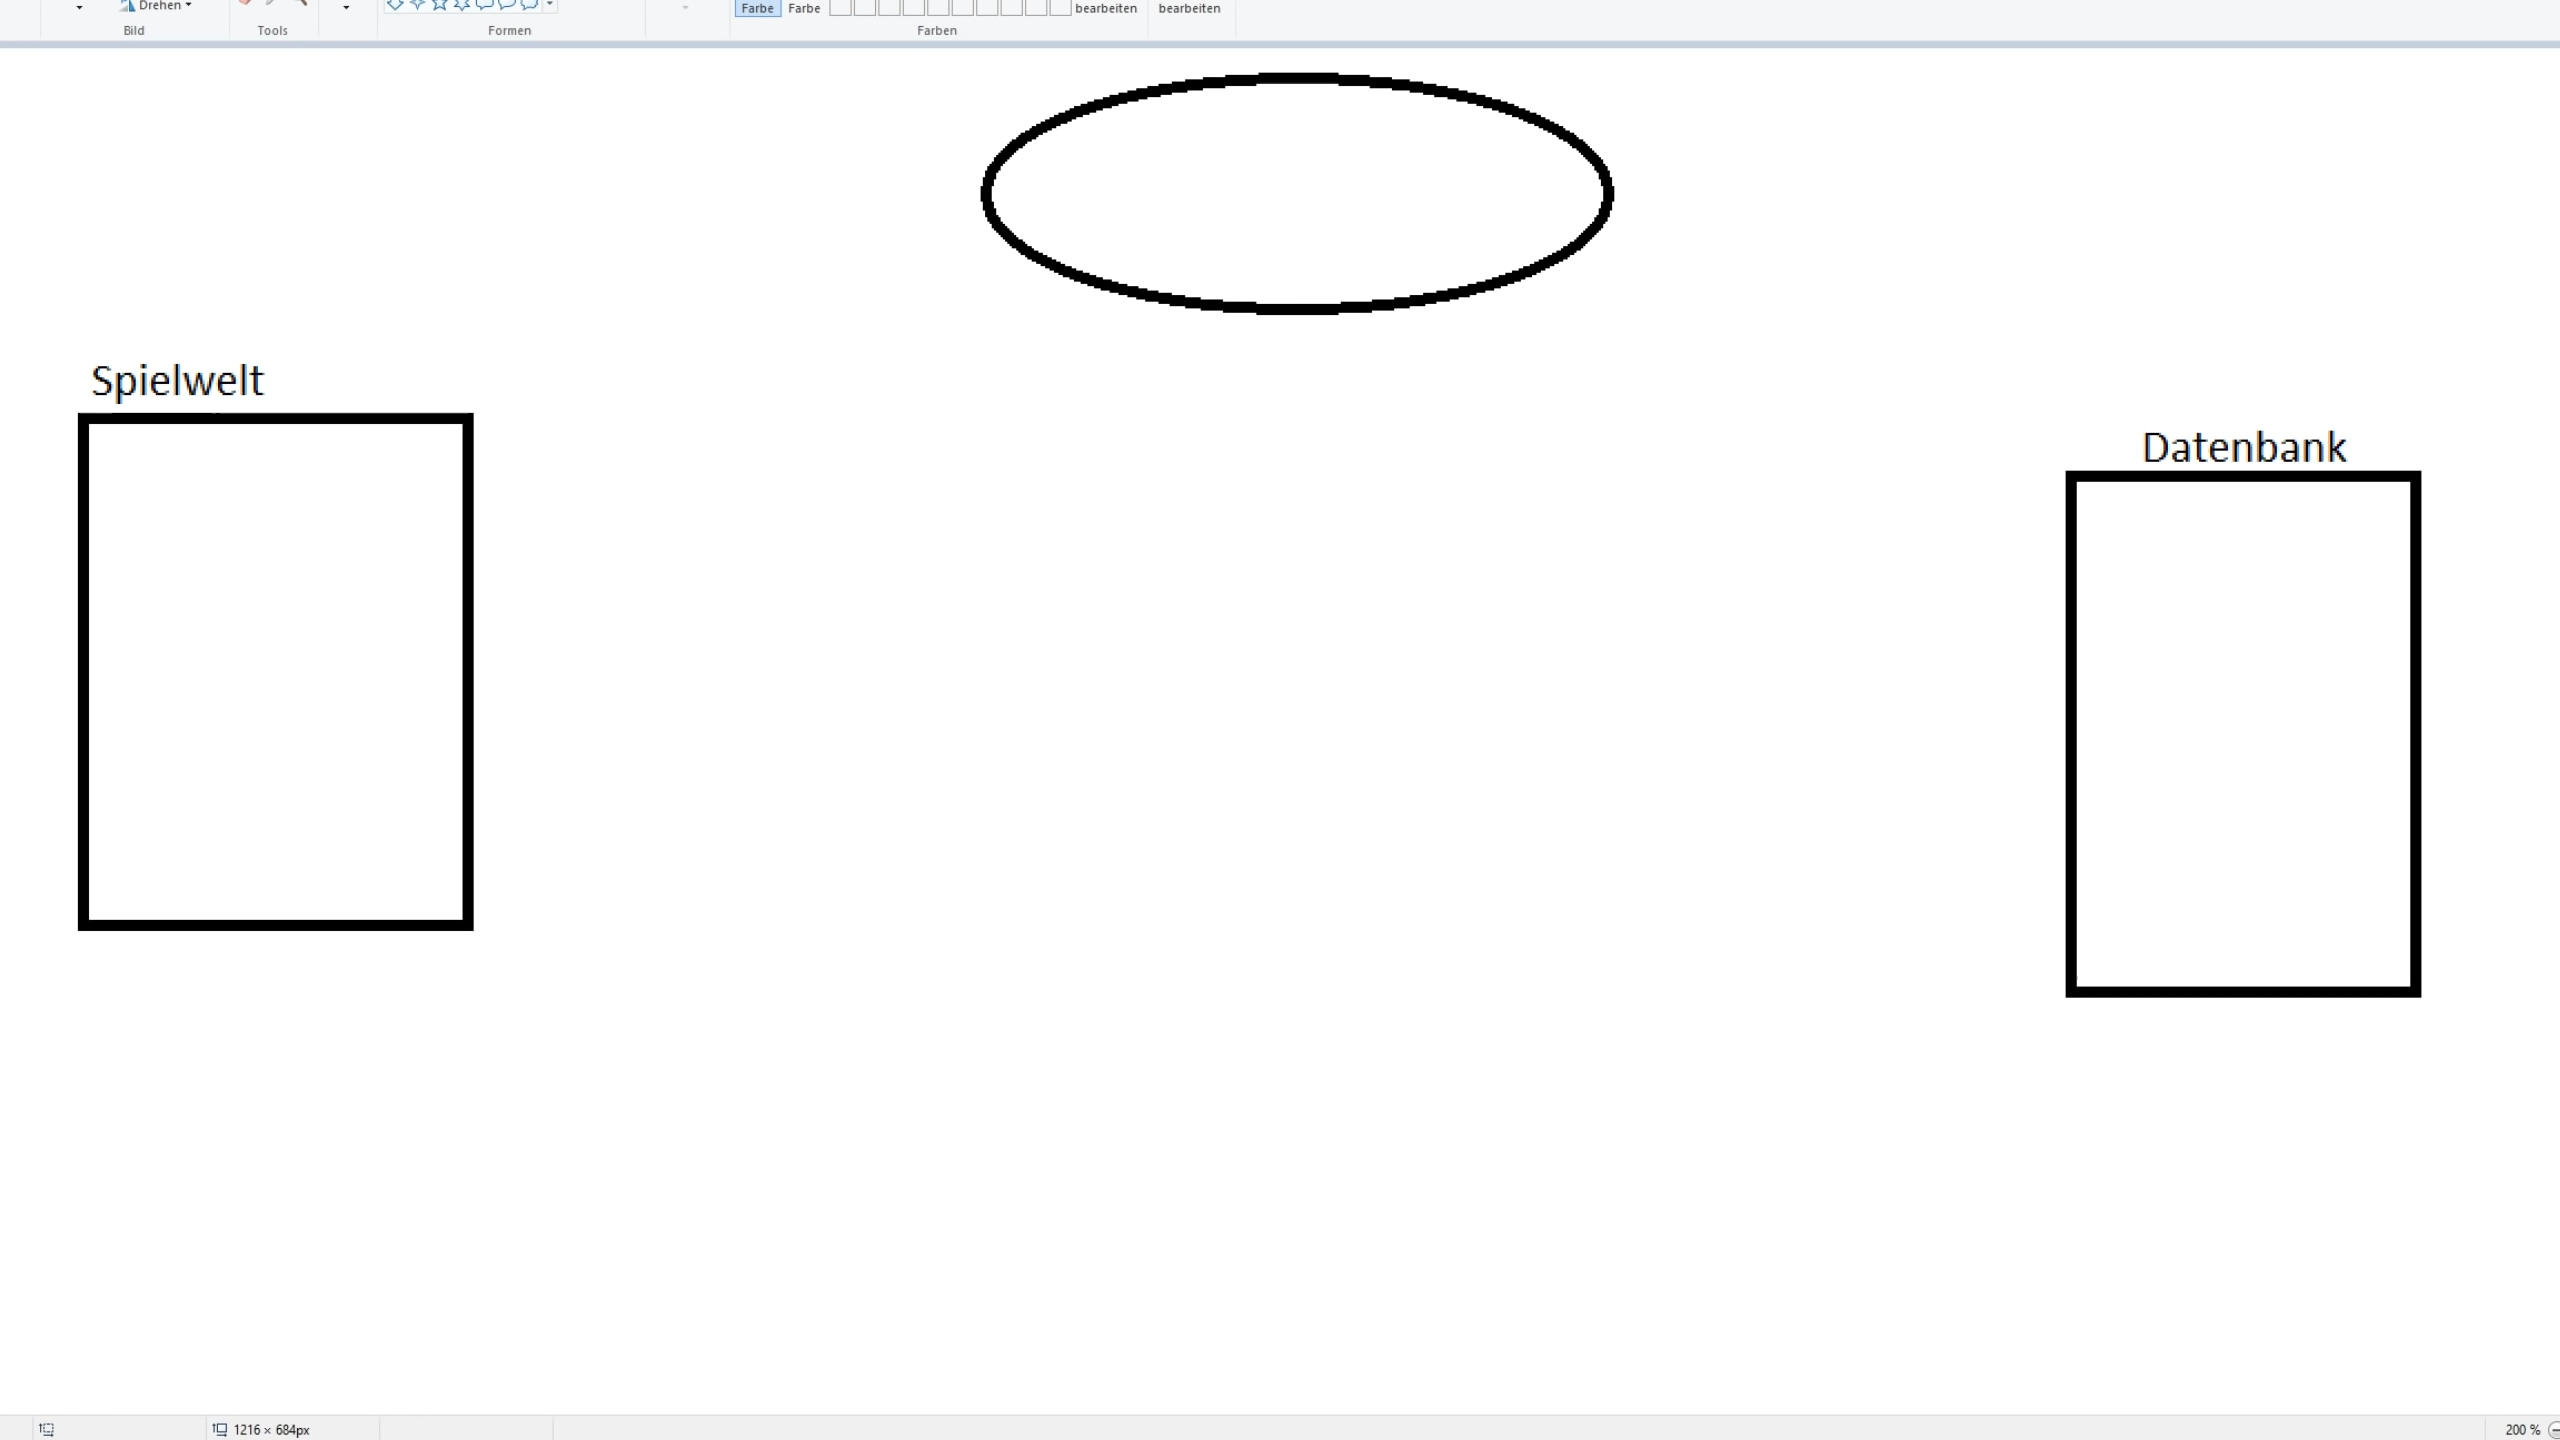 Drehen
Farbe Farbe bearbeiten bearbeiten
Bild Tools Formen Farben
Spielwelt
Datenbank
1216 × 684px 200 %